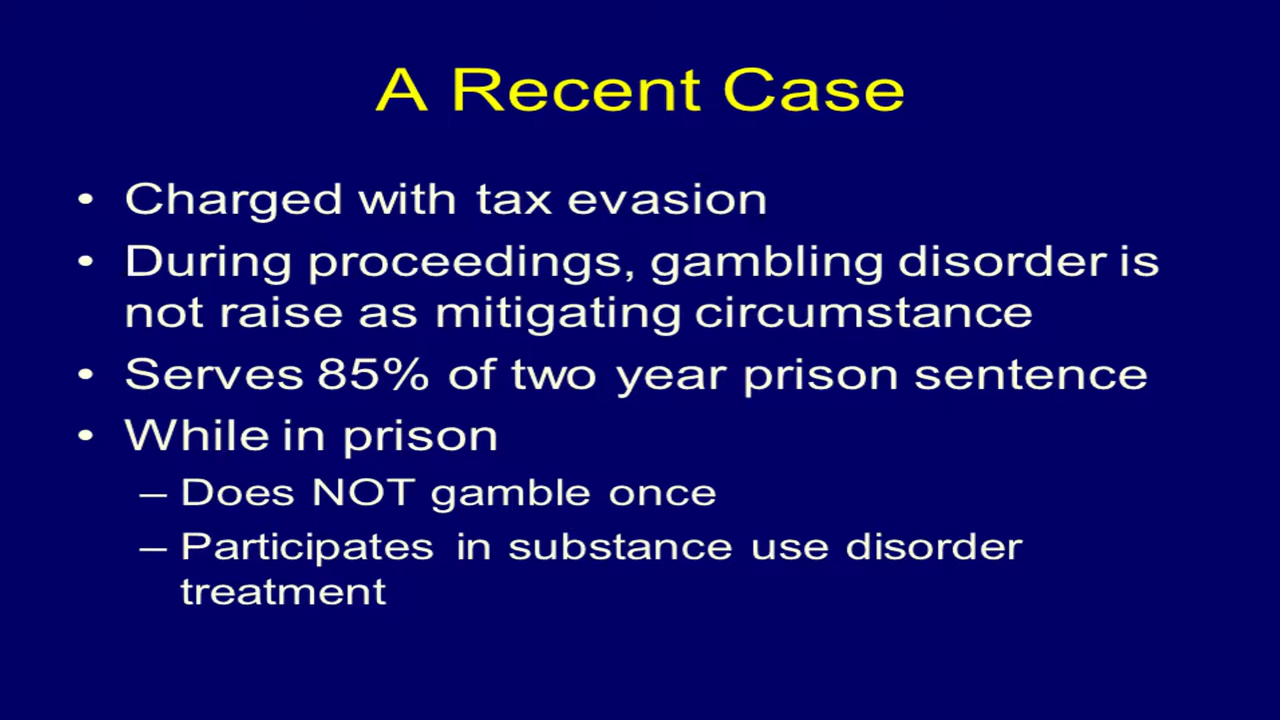 A Recent Case
• Charged with tax evasion
• During proceedings, gambling disorder is
not raise as mitigating circumstance
• Serves 85% of two year prison sentence
• While in prison
– Does NOT gamble once
– Participates in substance use disorder
treatment